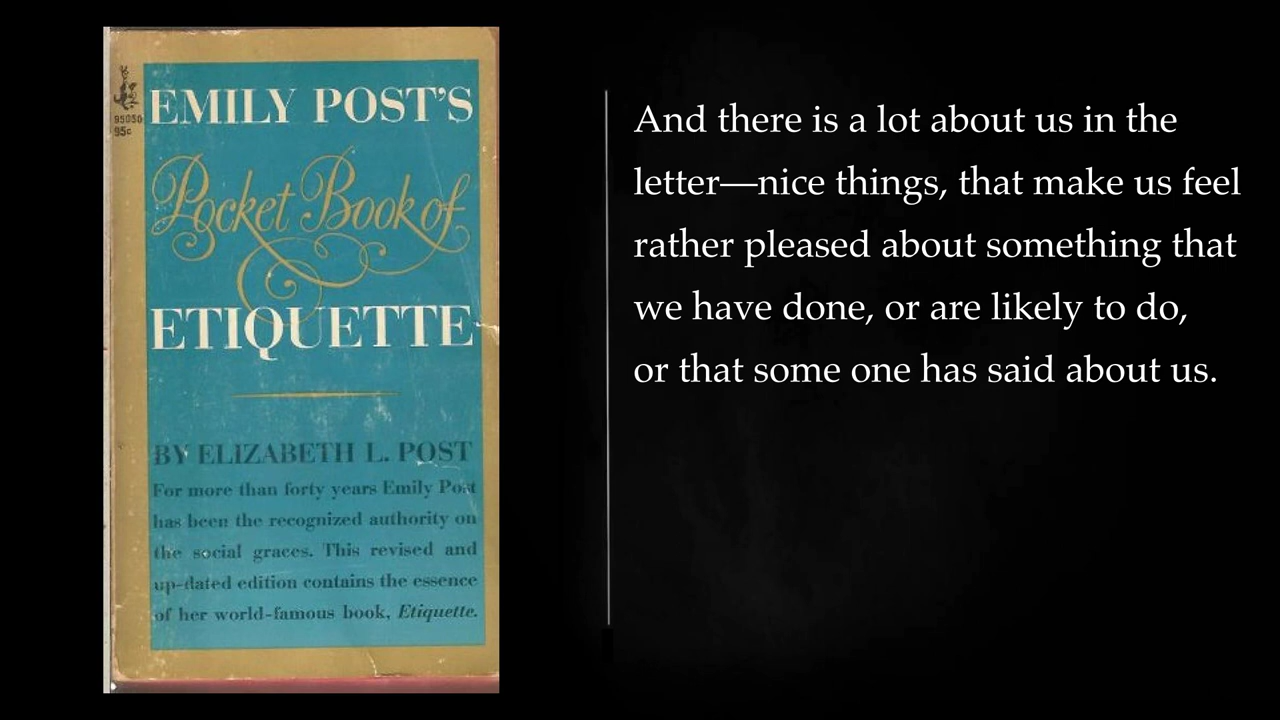 EMILY POST'S
Pocket Book of
ETIQUETTE
95050
95c
BY ELIZABETH L. POST
For more than forty years Emily Post
has been the recognized authority on
the social graces. This revised and
up-dated edition contains the essence
of her world-famous book, Etiquette.
And there is a lot about us in the
letter—nice things, that make us feel
rather pleased about something that
we have done, or are likely to do,
or that some one has said about us.